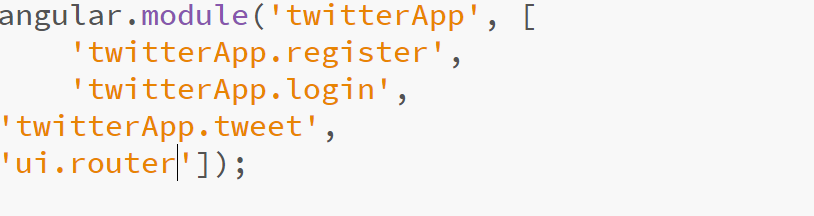 angular.module('twitterApp', [
    'twitterApp.register',
    'twitterApp.login',
'twitterApp.tweet',
'ui.router']);